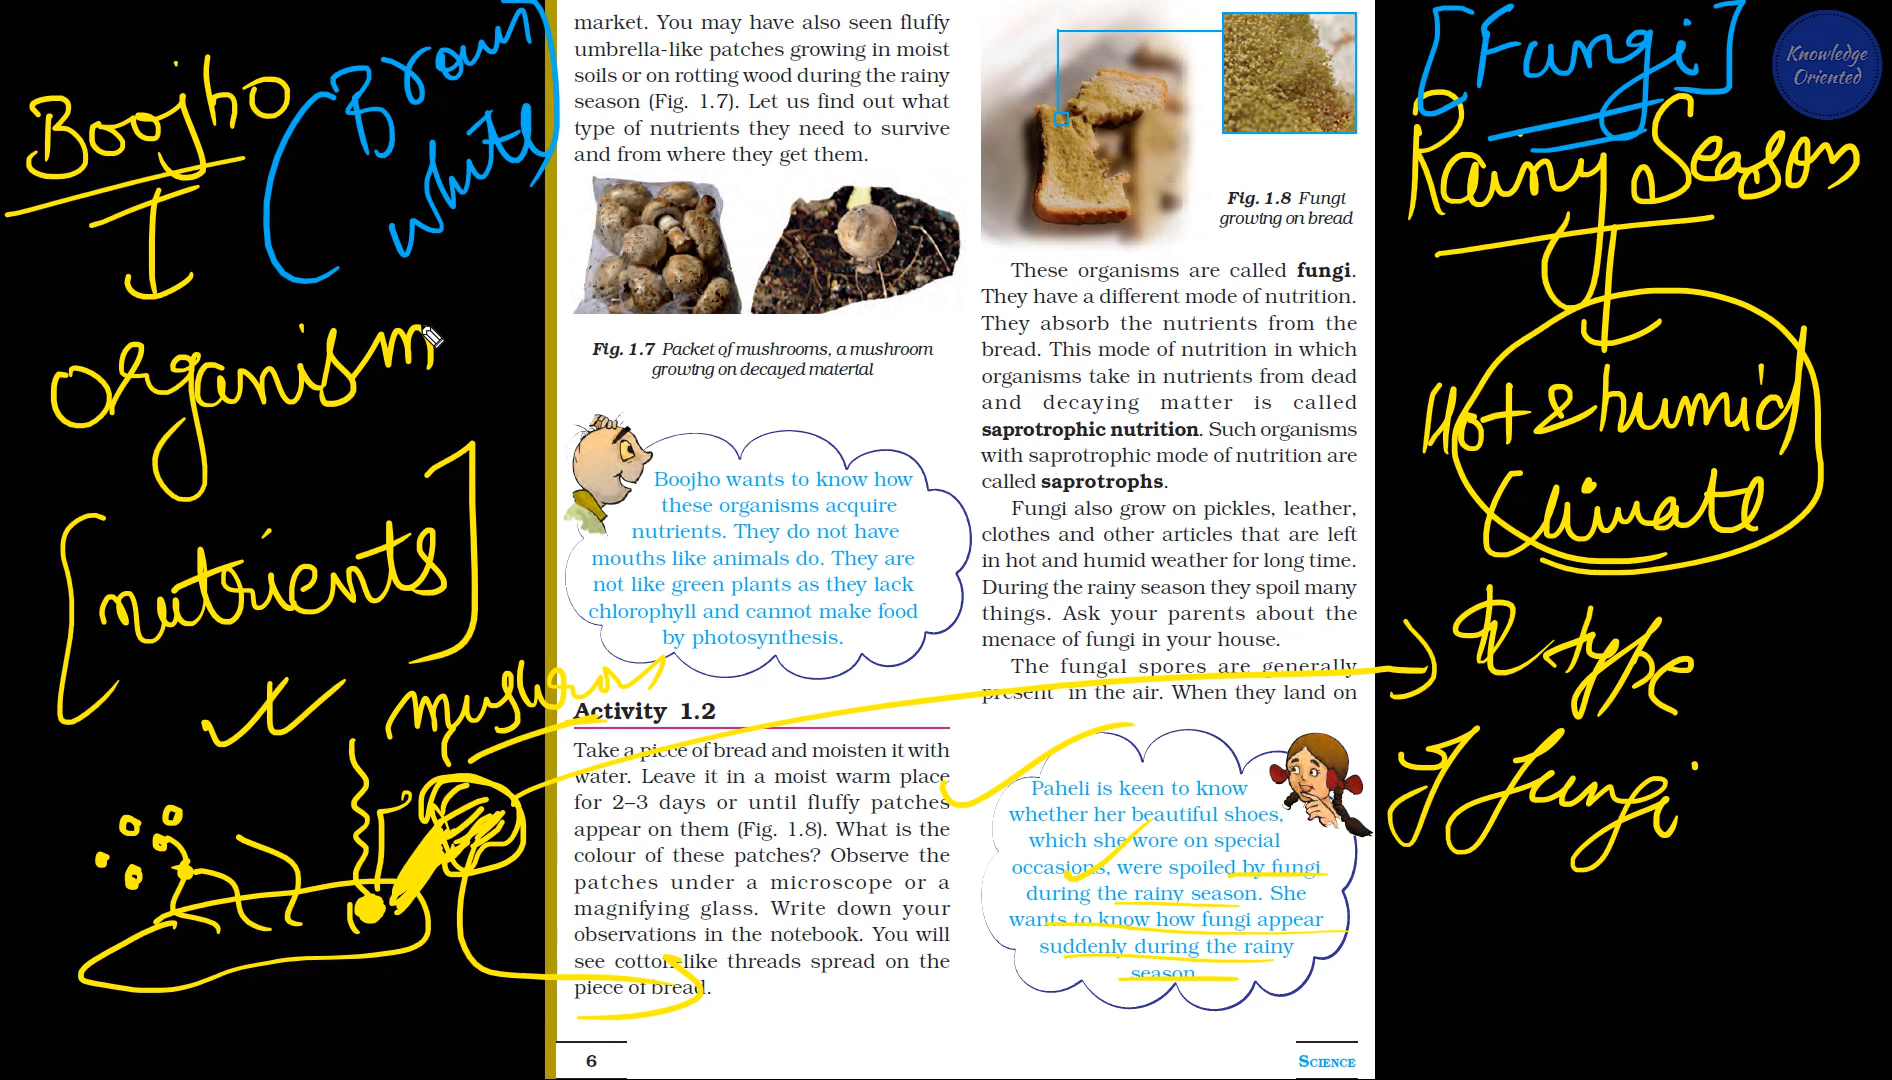 Boojho
(Brown
white)
organism
[nutrients]
mushroom
market. You may have also seen fluffy
umbrella-like patches growing in moist
soils or on rotting wood during the rainy
season (Fig. 1.7). Let us find out what
type of nutrients they need to survive
and from where they get them.
Fig. 1.7 Packet of mushrooms, a mushroom
growing on decayed material
Boojho wants to know how
these organisms acquire
nutrients. They do not have
mouths like animals do. They are
not like green plants as they lack
chlorophyll and cannot make food
by photosynthesis.
Activity 1.2
Take a piece of bread and moisten it with
water. Leave it in a moist warm place
for 2–3 days or until fluffy patches
appear on them (Fig. 1.8). What is the
colour of these patches? Observe the
patches under a microscope or a
magnifying glass. Write down your
observations in the notebook. You will
see cotton-like threads spread on the
piece of bread.
6
Fig. 1.8 Fungi
growing on bread
These organisms are called fungi.
They have a different mode of nutrition.
They absorb the nutrients from the
bread. This mode of nutrition in which
organisms take in nutrients from dead
and decaying matter is called
saprotrophic nutrition. Such organisms
with saprotrophic mode of nutrition are
called saprotrophs.
Fungi also grow on pickles, leather,
clothes and other articles that are left
in hot and humid weather for long time.
During the rainy season they spoil many
things. Ask your parents about the
menace of fungi in your house.
The fungal spores are generally
present in the air. When they land on
Paheli is keen to know
whether her beautiful shoes,
which she wore on special
occasions, were spoiled by fungi
during the rainy season. She
wants to know how fungi appear
suddenly during the rainy
season.
SCIENCE
[Fungi]
Rainy Season
Hot & humid
Climate
type
of fungi
Knowledge
Oriented